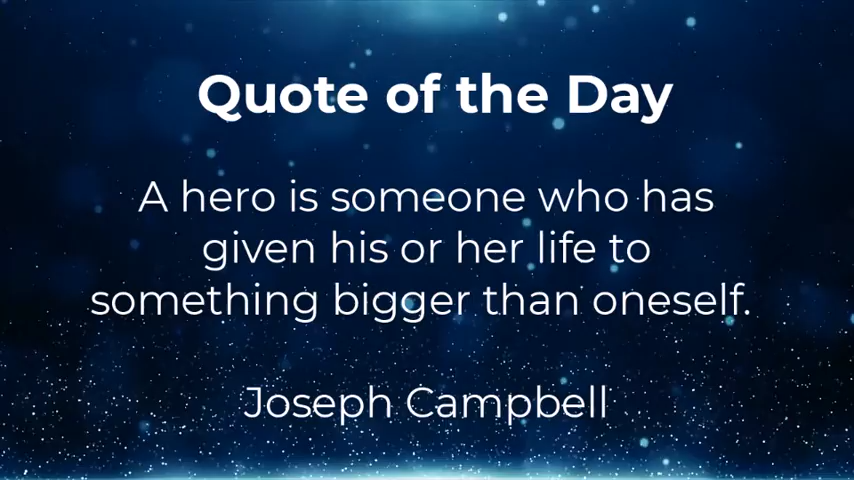 Quote of the Day
A hero is someone who has
given his or her life to
something bigger than oneself.
Joseph Campbell